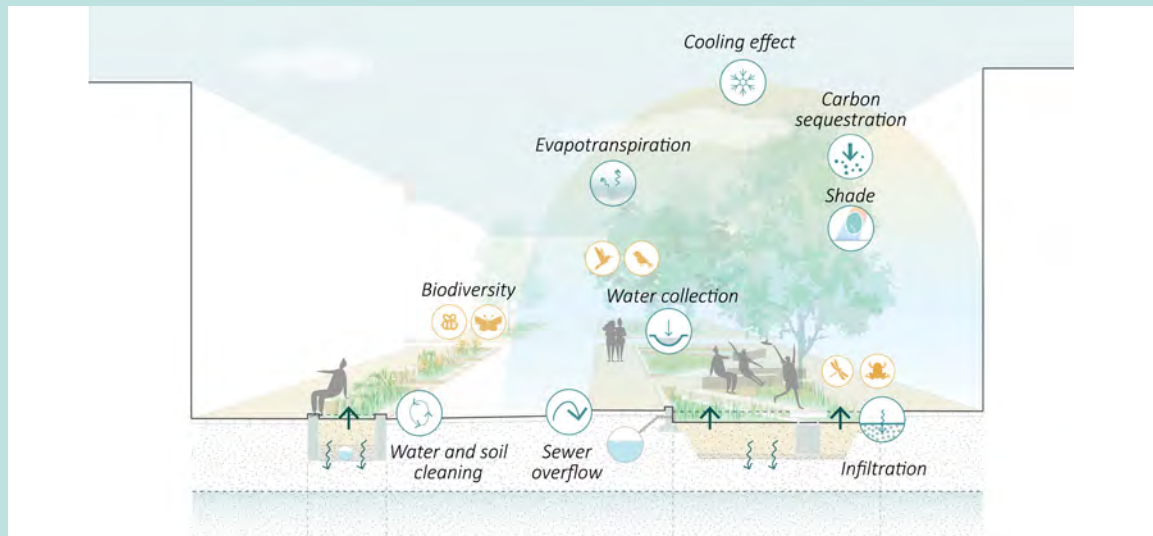 Cooling effect
Carbon
sequestration
Evapotranspiration
Shade
Biodiversity
Water collection
Water and soil
cleaning
Sewer
overflow
Infiltration